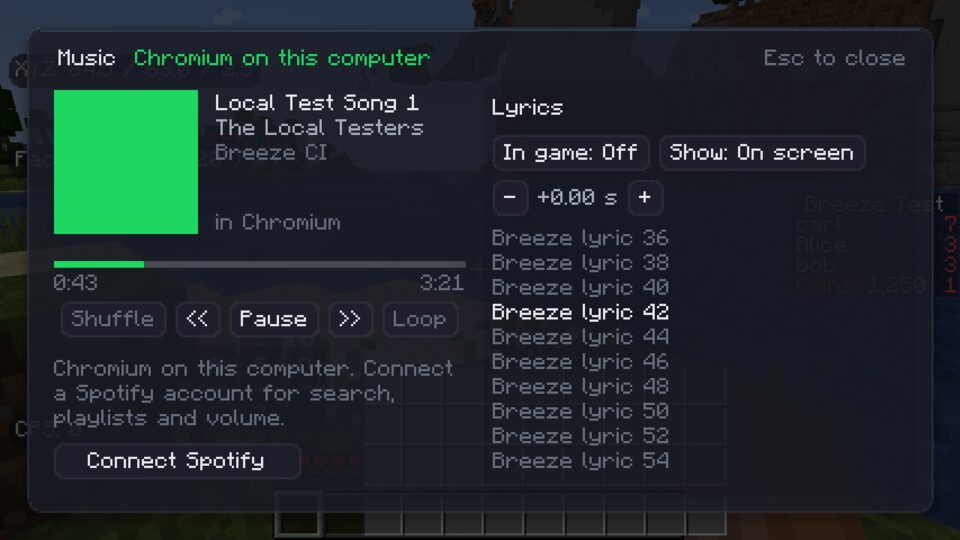 Music Chromium on this computer
Esc to close
Local Test Song 1
The Local Testers
Breeze CI
in Chromium
0:43
3:21
Shuffle
<<
Pause
>>
Loop
Chromium on this computer. Connect
a Spotify account for search,
playlists and volume.
Connect Spotify
Lyrics
In game: Off
Show: On screen
-
+0.00 s
+
Breeze lyric 36
Breeze lyric 38
Breeze lyric 40
Breeze lyric 42
Breeze lyric 44
Breeze lyric 46
Breeze lyric 48
Breeze lyric 50
Breeze lyric 52
Breeze lyric 54
Breeze Test
carl 7
Alice 3
bob 3
Coins: 1,250 1